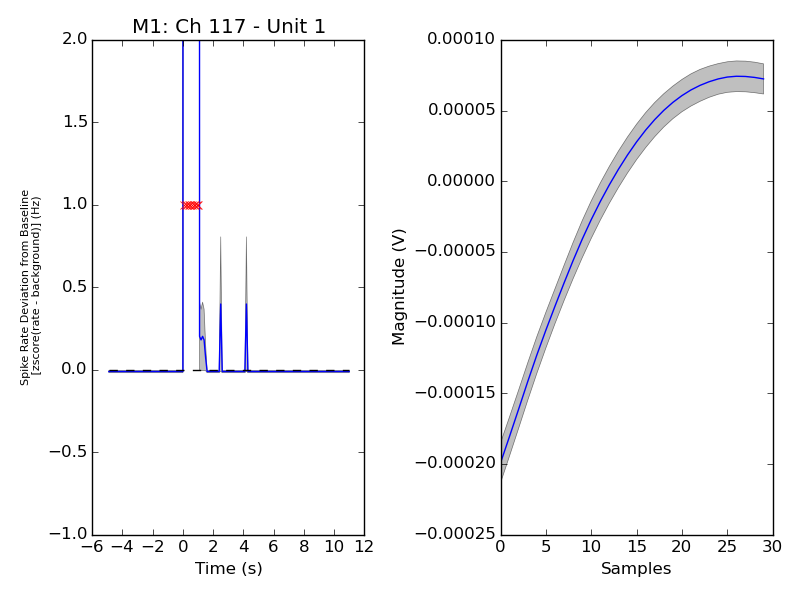 M1: Ch 117 - Unit 1
2.0
1.5
1.0
0.5
0.0
−0.5
−1.0
−6 −4 −2 0 2 4 6 8 10 12
Time (s)
Spike Rate Deviation from Baseline
[zscore(rate - background)] (Hz)
0.00010
0.00005
0.00000
−0.00005
−0.00010
−0.00015
−0.00020
−0.00025
0 5 10 15 20 25 30
Samples
Magnitude (V)